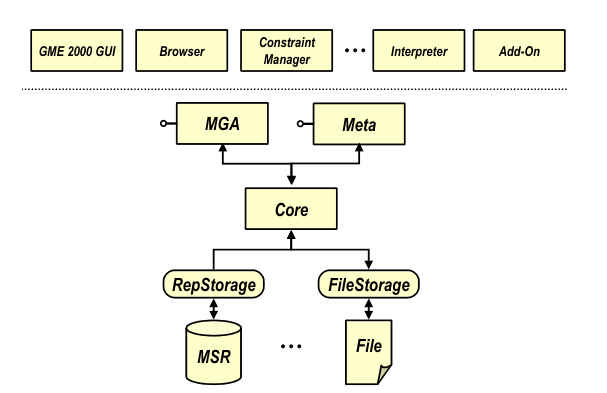 GME 2000 GUI
Browser
Constraint
Manager
...
Interpreter
Add-On
MGA
Meta
Core
RepStorage
FileStorage
MSR
...
File